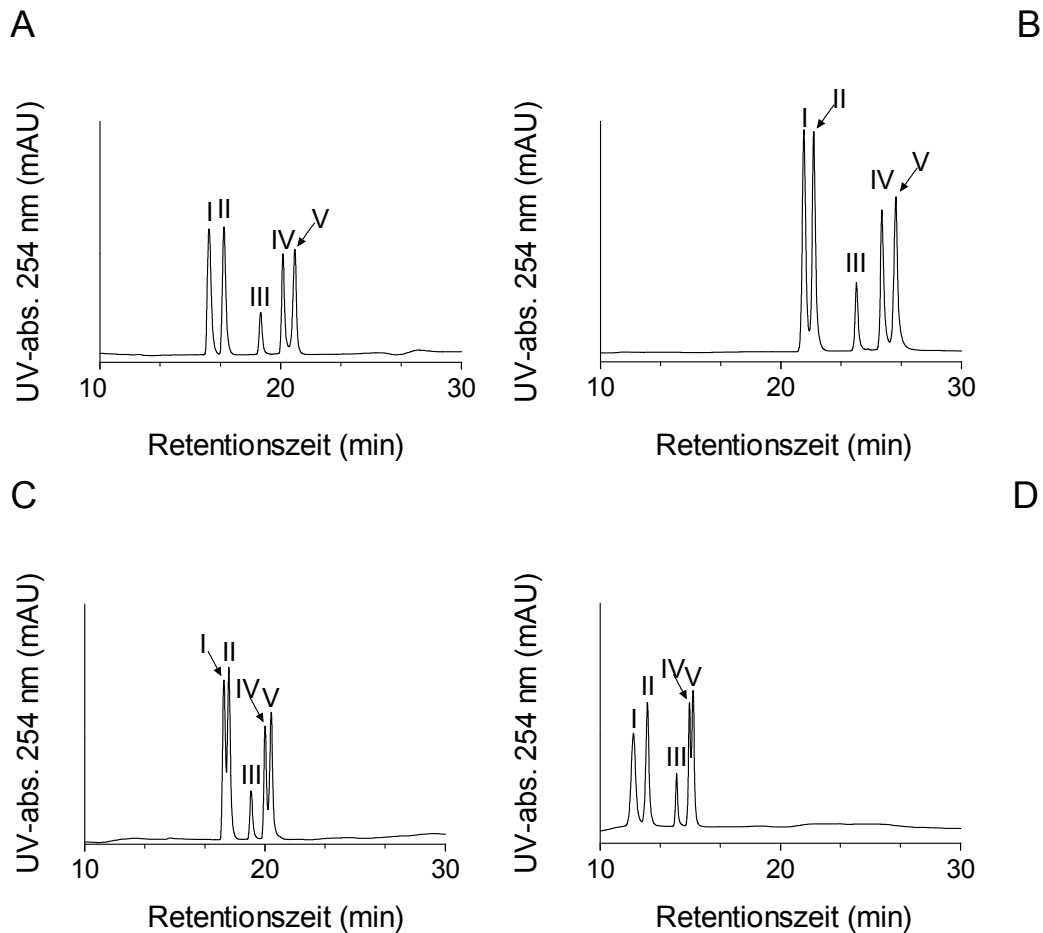 A
B
UV-abs. 254 nm (mAU)
I II
III
IV
V
10 20 30
Retentionszeit (min)
UV-abs. 254 nm (mAU)
I II
III
IV V
10 20 30
Retentionszeit (min)
C
D
UV-abs. 254 nm (mAU)
I II
III
IV V
10 20 30
Retentionszeit (min)
UV-abs. 254 nm (mAU)
I II
III
IV V
10 20 30
Retentionszeit (min)